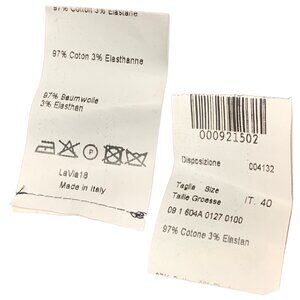 97% Cotton 3% Elastane
97% Coton 3% Elasthanne
97% Baumwolle
3% Elasthan
P
LaVia18
Made in Italy
000921502
Disposizione 004132
Taglia Size
Taille Groesse IT. 40
09 1 604A 0127 0100
97% Cotone 3% Elastan